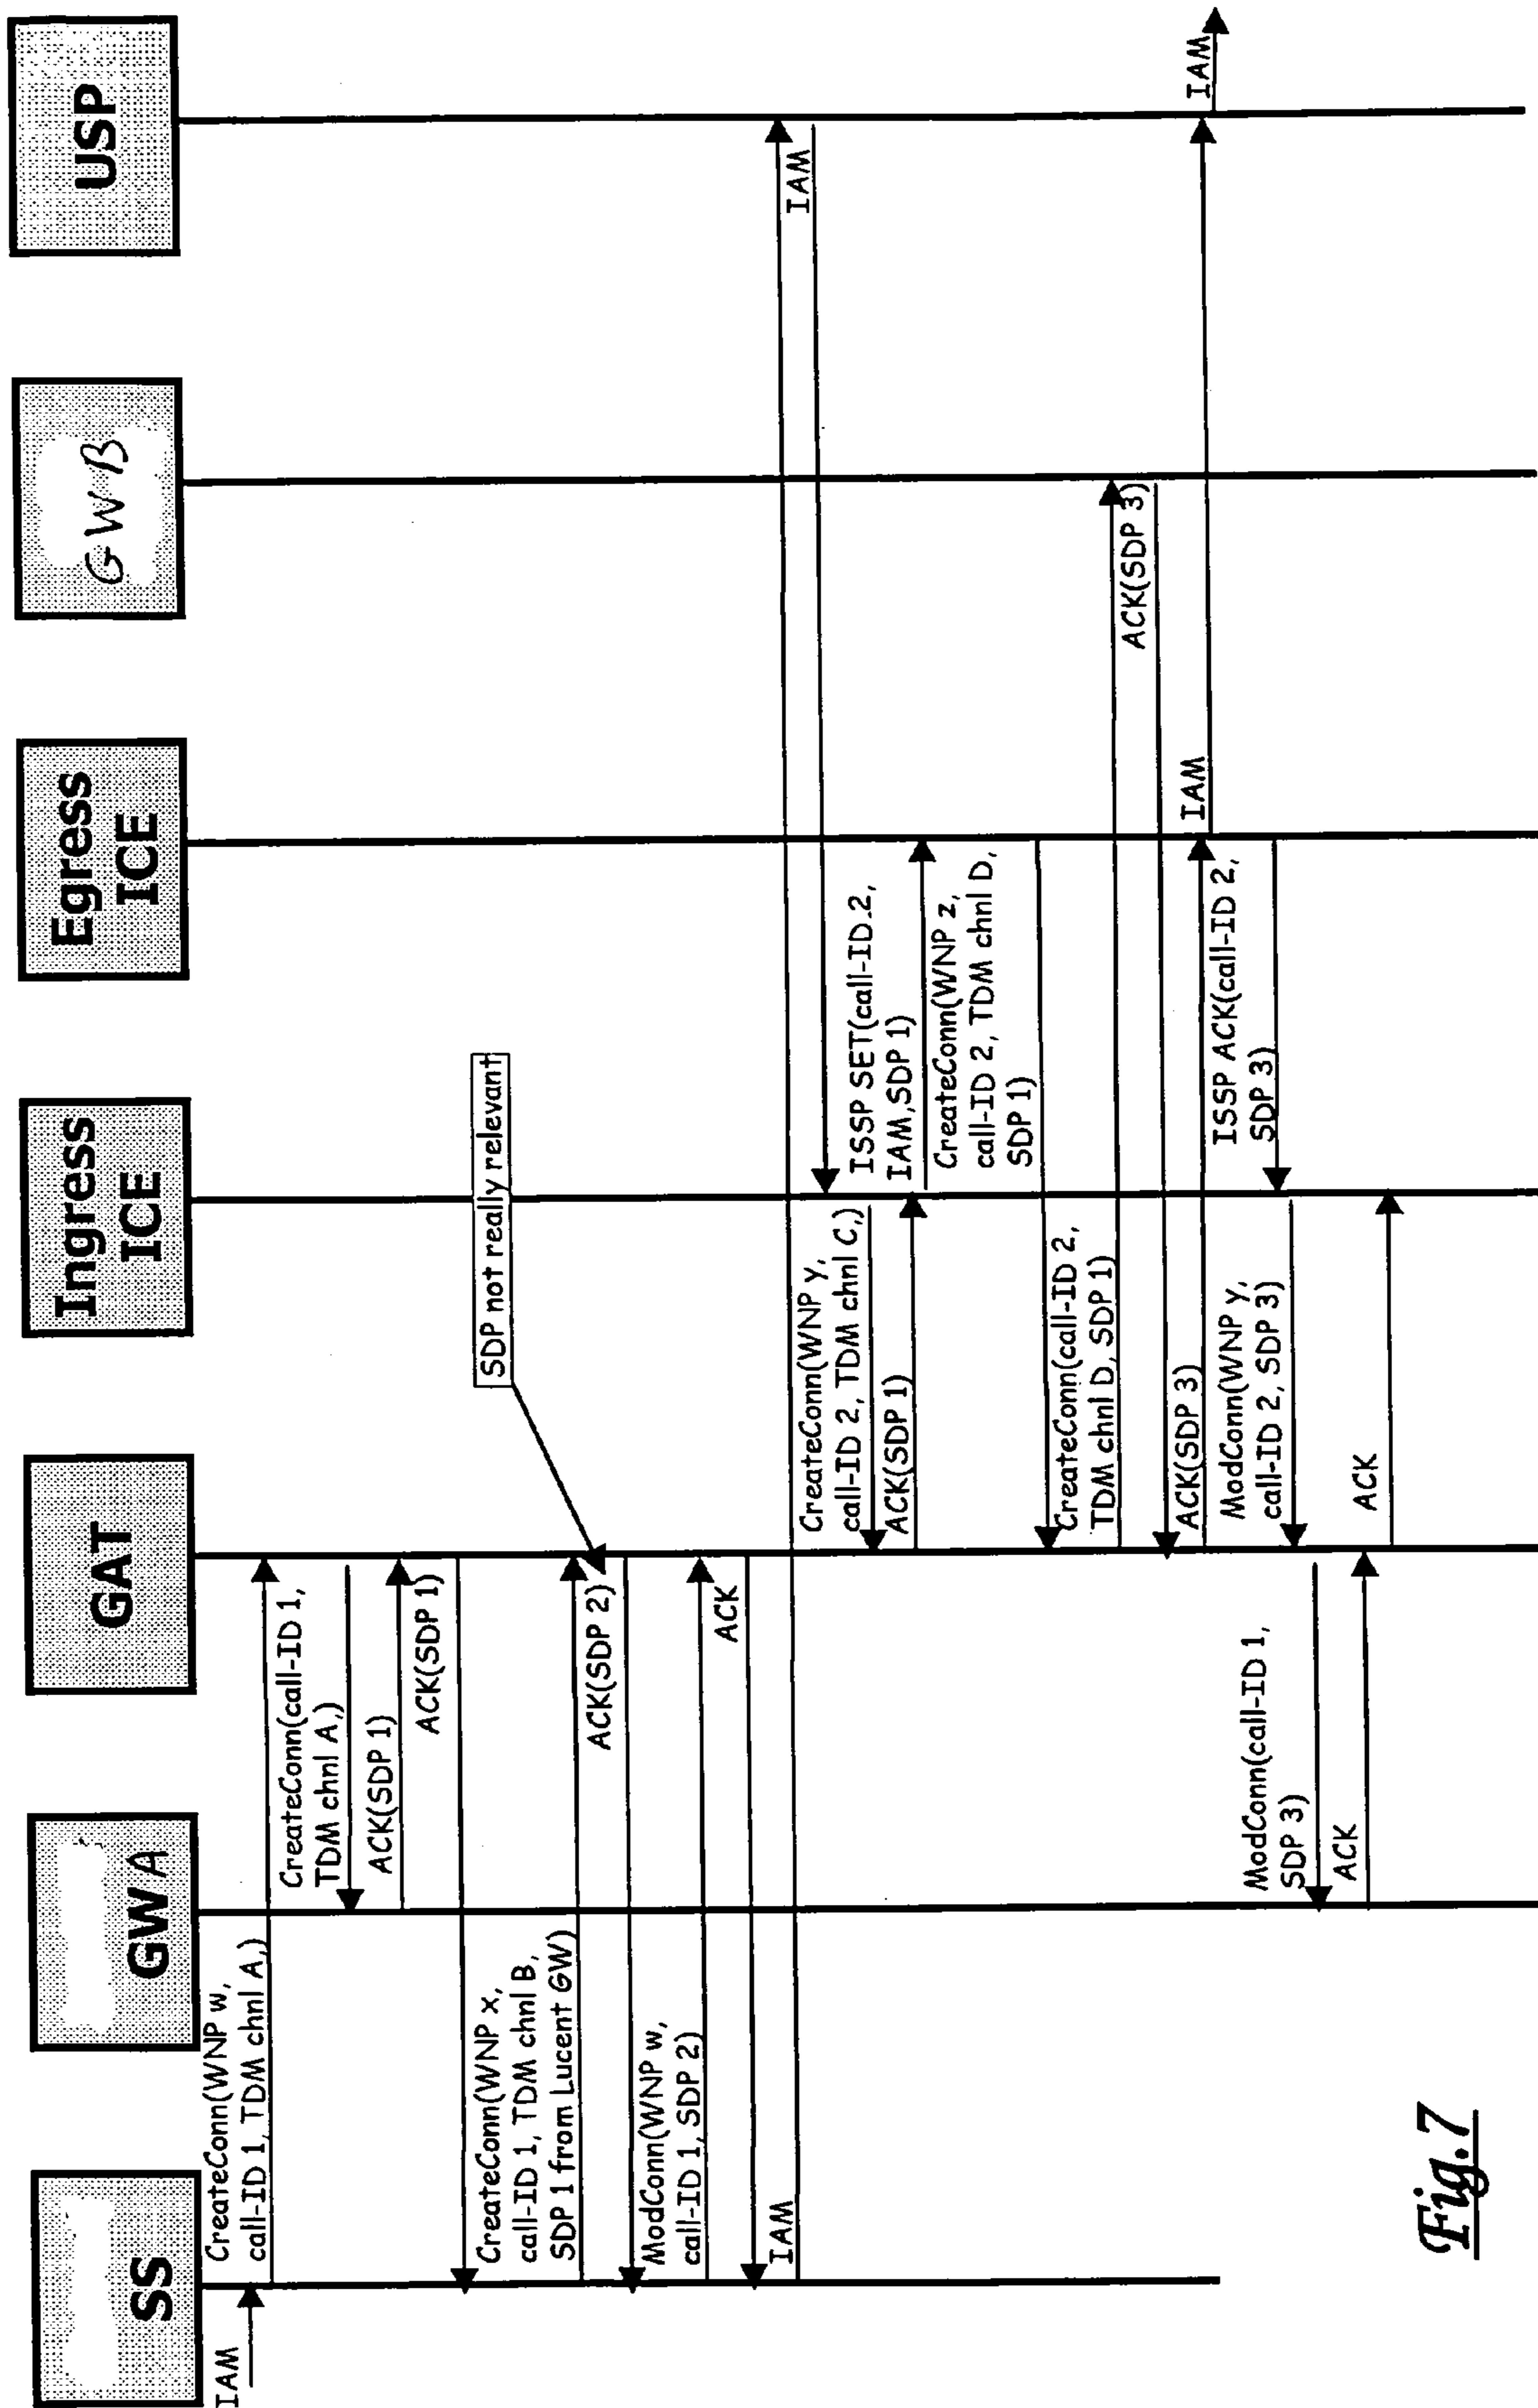 SS
GWA
GAT
Ingress
ICE
Egress
ICE
GWB
USP
IAM
CreateConn(WNP w,
call-ID 1, TDM chnl A,)
CreateConn(call-ID 1,
TDM chnl A,)
ACK(SDP 1)
ACK(SDP 1)
CreateConn(WNP x,
call-ID 1, TDM chnl B,
SDP 1 from Lucent GW)
SDP not really relevant
ACK(SDP 2)
ModConn(WNP w,
call-ID 1, SDP 2)
ACK
IAM
IAM
CreateConn(WNP y,
call-ID 2, TDM chnl C,)
ACK(SDP 1)
ISSP SET(call-ID.2,
IAM,SDP 1)
CreateConn(WNP z,
call-ID 2, TDM chnl D,
SDP 1)
CreateConn(call-ID 2,
TDM chnl D, SDP 1)
ACK(SDP 3)
ACK(SDP 3)
IAM
IAM
ISSP ACK(call-ID 2,
SDP 3)
ModConn(WNP y,
call-ID 2, SDP 3)
ModConn(call-ID 1,
SDP 3)
ACK
ACK
Fig.7